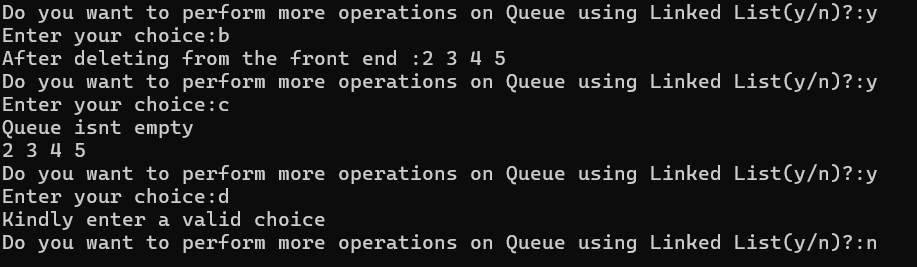 Do you want to perform more operations on Queue using Linked List(y/n)?:y
Enter your choice:b
After deleting from the front end :2 3 4 5
Do you want to perform more operations on Queue using Linked List(y/n)?:y
Enter your choice:c
Queue isnt empty
2 3 4 5
Do you want to perform more operations on Queue using Linked List(y/n)?:y
Enter your choice:d
Kindly enter a valid choice
Do you want to perform more operations on Queue using Linked List(y/n)?:n